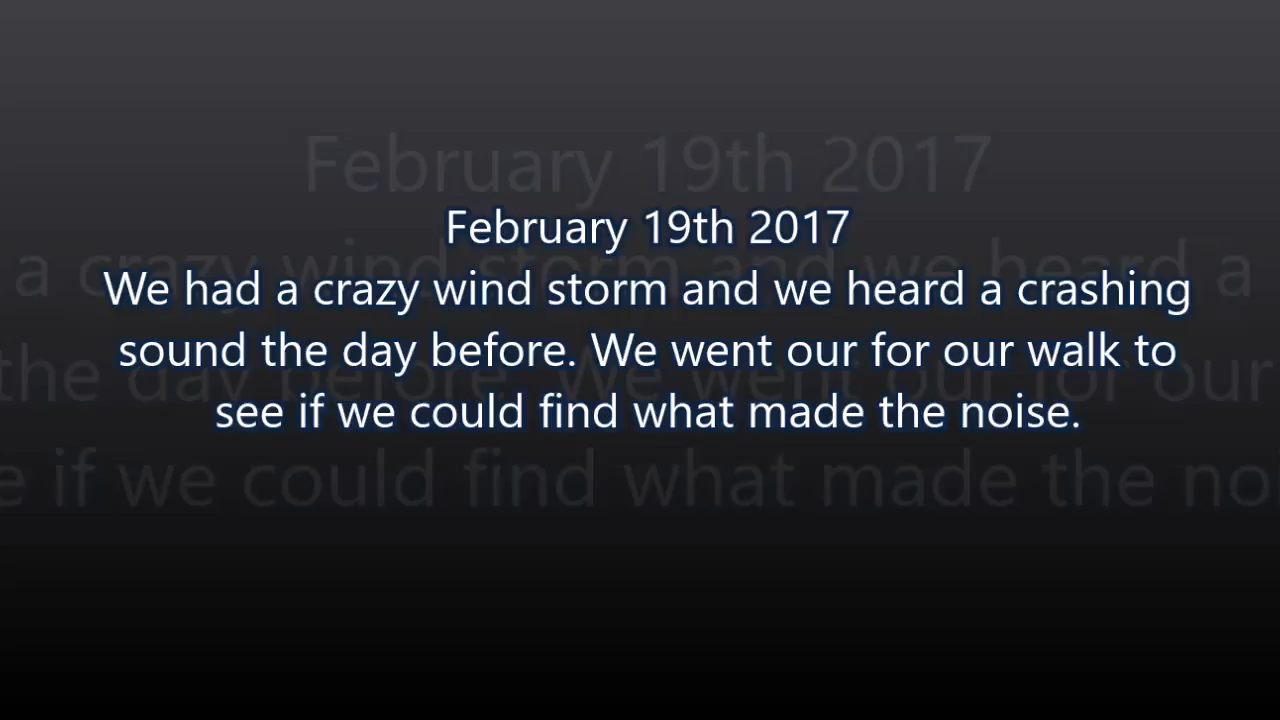 February 19th 2017
We had a crazy wind storm and we heard a crashing
sound the day before. We went our for our walk to
see if we could find what made the noise.